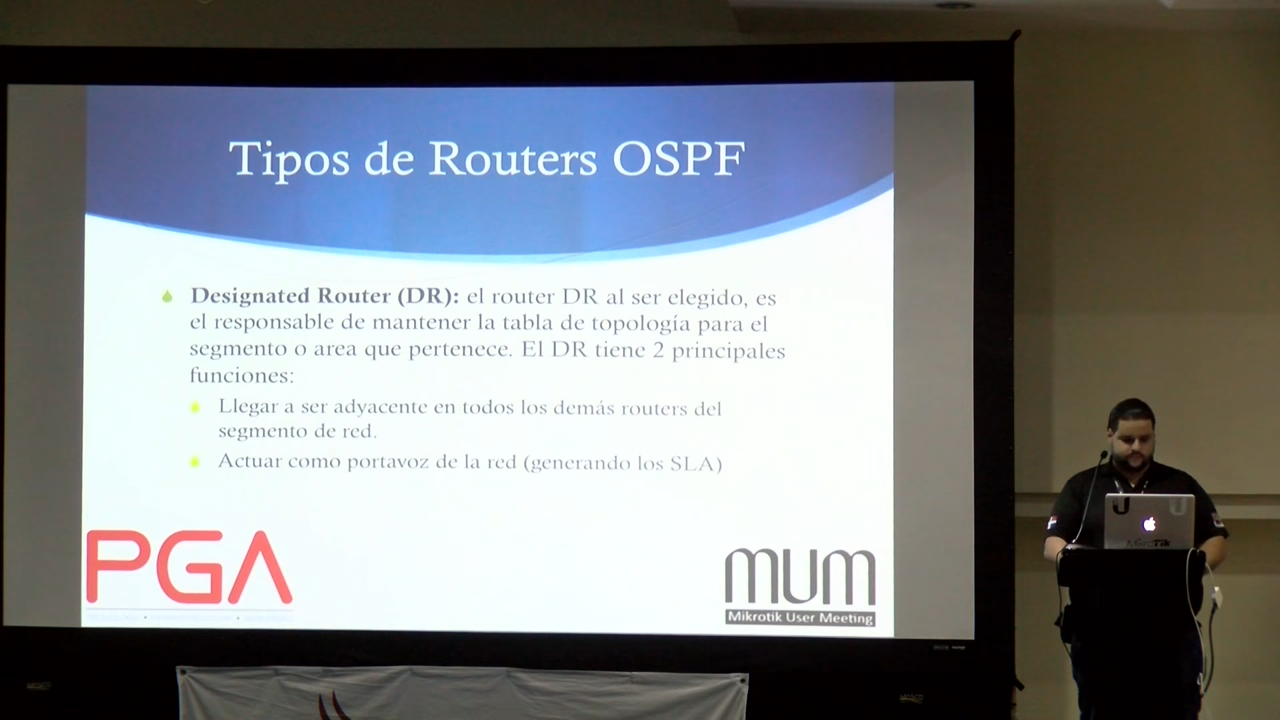 Tipos de Routers OSPF
Designated Router (DR): el router DR al ser elegido, es
el responsable de mantener la tabla de topología para el
segmento o area que pertenece. El DR tiene 2 principales
funciones:
Llegar a ser adyacente en todos los demás routers del
segmento de red.
Actuar como portavoz de la red (generando los SLA)
PGA
mum
Mikrotik User Meeting
MikroTik